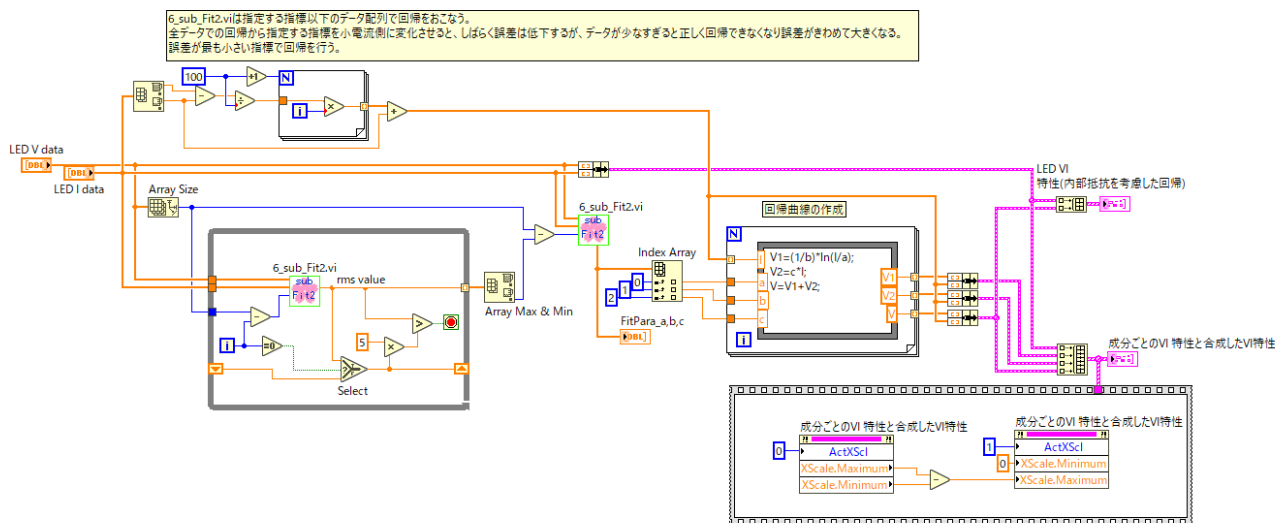 6_sub_Fit2.viは指定する指標以下のデータ配列で回帰をおこなう。
全データでの回帰から指定する指標を小電流側に変化させると、しばらく誤差は低下するが、データが少なすぎると正しく回帰できなくなり誤差がきわめて大きくなる。
誤差が最も小さい指標で回帰を行う。
100
+1
N
i
LED V data
DBL
LED I data
DBL
Array Size
6_sub_Fit2.vi
sub
Fit2
6_sub_Fit2.vi
sub
Fit2
rms value
i
=0
5
Select
Array Max & Min
Index Array
0
1
2
FitPara_a,b,c
DBL
回帰曲線の作成
N
I
a
b
c
V1=(1/b)*ln(I/a);
V2=c*I;
V=V1+V2;
V1
V2
V
i
LED VI
特性(内部抵抗を考慮した回帰)
成分ごとのVI 特性と合成したVI特性
成分ごとのVI 特性と合成したVI特性
0
ActXScl
XScale.Maximum
XScale.Minimum
成分ごとのVI 特性と合成したVI特性
1
ActXScl
0
XScale.Minimum
XScale.Maximum